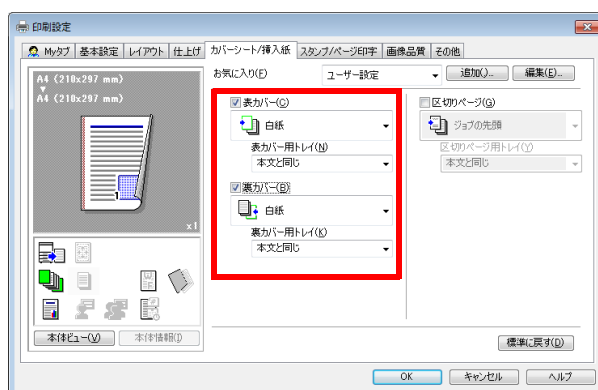 印刷設定
Myタブ 基本設定 レイアウト 仕上げ カバーシート/挿入紙 スタンプ/ページ印字 画像品質 その他
A4 (210x297 mm)
A4 (210x297 mm)
1
x1
本体ビュー(V) 本体情報(I)
お気に入り(F) ユーザー設定 追加(.)... 編集(E)...
表カバー(C)
白紙
表カバー用トレイ(N)
本文と同じ
裏カバー(B)
白紙
裏カバー用トレイ(K)
本文と同じ
区切りページ(G)
ジョブの先頭
区切りページ用トレイ(Y)
本文と同じ
標準に戻す(D)
OK キャンセル ヘルプ